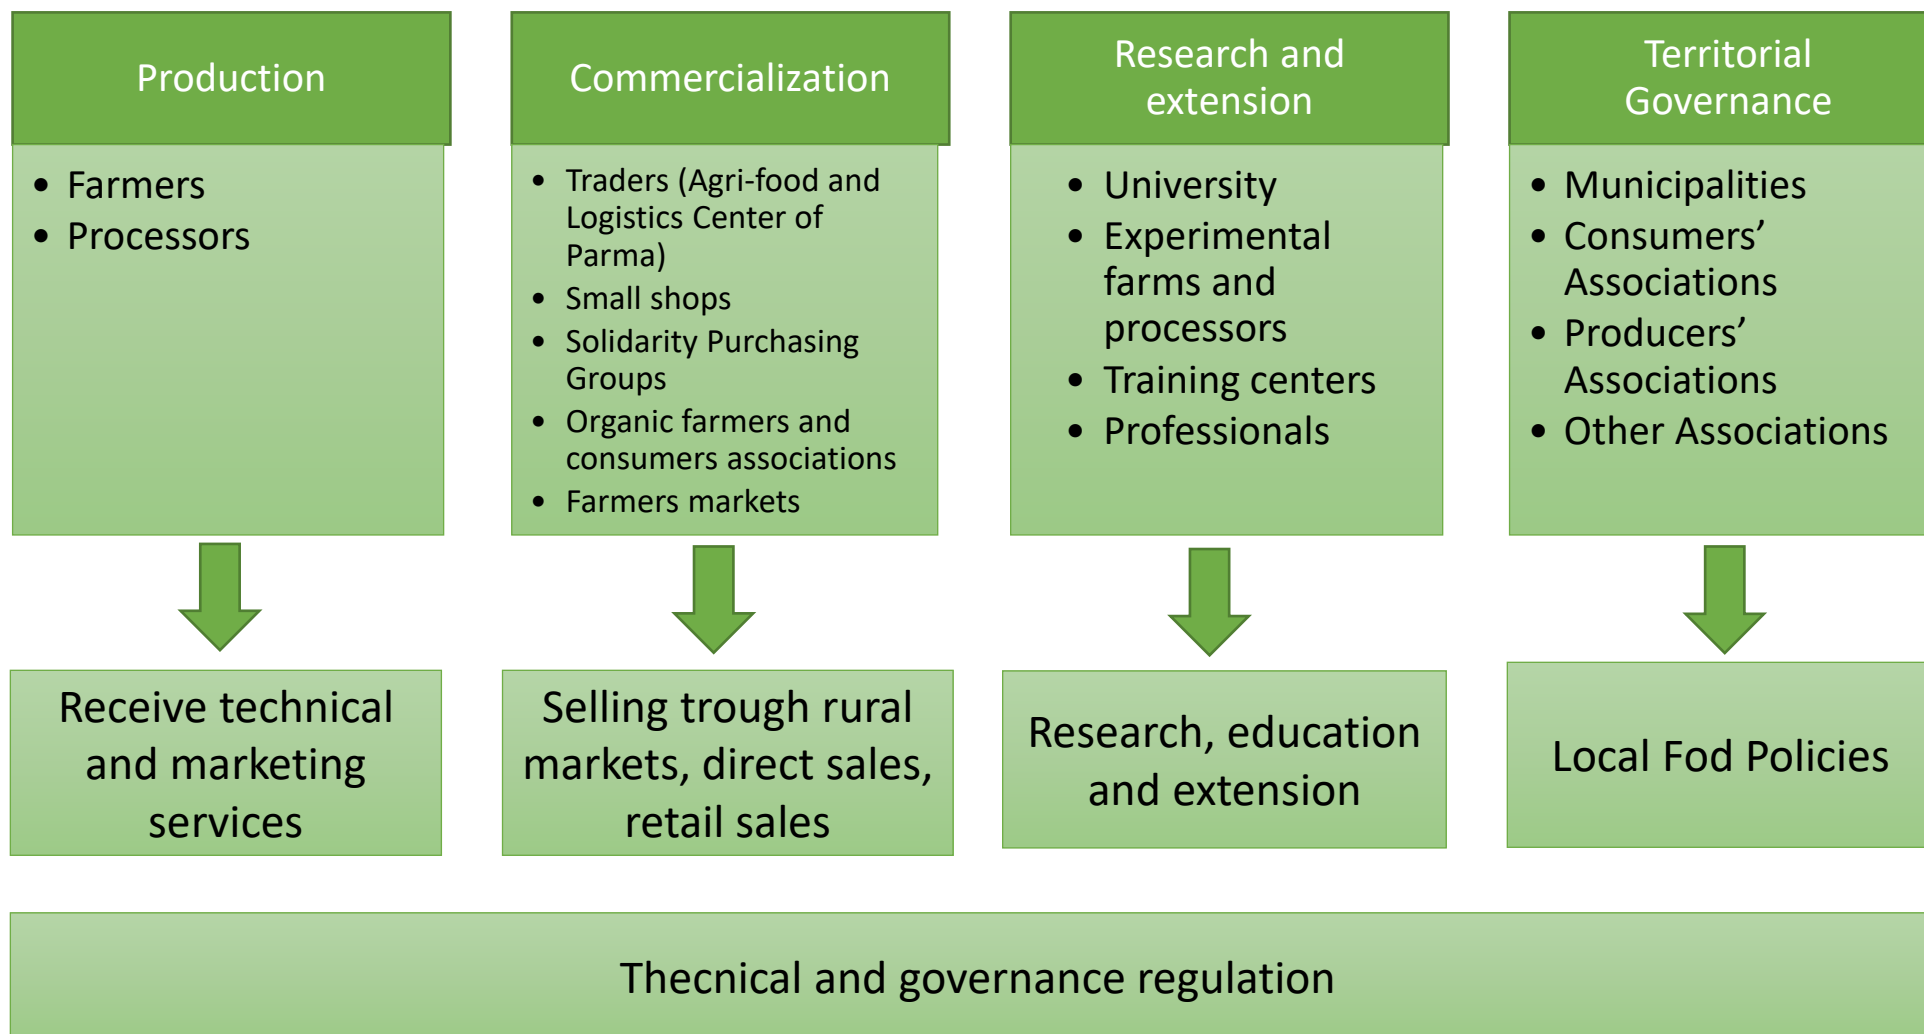 Production
• Farmers
• Processors
Receive technical
and marketing
services
Commercialization
• Traders (Agri-food and
Logistics Center of
Parma)
• Small shops
• Solidarity Purchasing
Groups
• Organic farmers and
consumers associations
• Farmers markets
Selling trough rural
markets, direct sales,
retail sales
Research and
extension
• University
• Experimental
farms and
processors
• Training centers
• Professionals
Research, education
and extension
Territorial
Governance
• Municipalities
• Consumers’
Associations
• Producers’
Associations
• Other Associations
Local Fod Policies
Thecnical and governance regulation